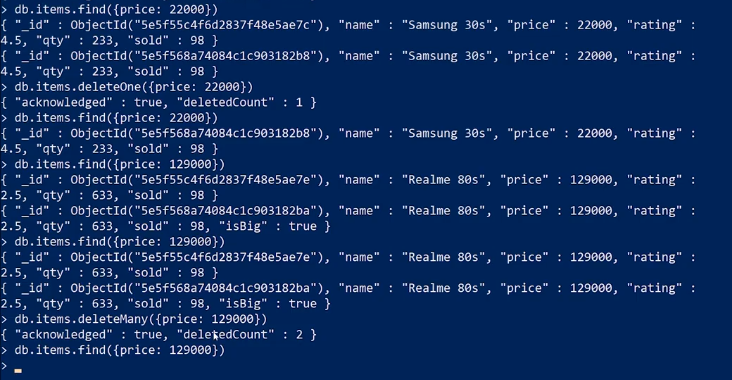 > db.items.find({price: 22000})
{ "_id" : ObjectId("5e5f55c4f6d2837f48e5ae7c"), "name" : "Samsung 30s", "price" : 22000, "rating" :
4.5, "qty" : 233, "sold" : 98 }
{ "_id" : ObjectId("5e5f568a74084c1c903182b8"), "name" : "Samsung 30s", "price" : 22000, "rating" :
4.5, "qty" : 233, "sold" : 98 }
> db.items.deleteOne({price: 22000})
{ "acknowledged" : true, "deletedCount" : 1 }
> db.items.find({price: 22000})
{ "_id" : ObjectId("5e5f568a74084c1c903182b8"), "name" : "Samsung 30s", "price" : 22000, "rating" :
4.5, "qty" : 233, "sold" : 98 }
> db.items.find({price: 129000})
{ "_id" : ObjectId("5e5f55c4f6d2837f48e5ae7e"), "name" : "Realme 80s", "price" : 129000, "rating" :
2.5, "qty" : 633, "sold" : 98 }
{ "_id" : ObjectId("5e5f568a74084c1c903182ba"), "name" : "Realme 80s", "price" : 129000, "rating" :
2.5, "qty" : 633, "sold" : 98, "isBig" : true }
> db.items.find({price: 129000})
{ "_id" : ObjectId("5e5f55c4f6d2837f48e5ae7e"), "name" : "Realme 80s", "price" : 129000, "rating" :
2.5, "qty" : 633, "sold" : 98 }
{ "_id" : ObjectId("5e5f568a74084c1c903182ba"), "name" : "Realme 80s", "price" : 129000, "rating" :
2.5, "qty" : 633, "sold" : 98, "isBig" : true }
> db.items.deleteMany({price: 129000})
{ "acknowledged" : true, "deletedCount" : 2 }
> db.items.find({price: 129000})
>